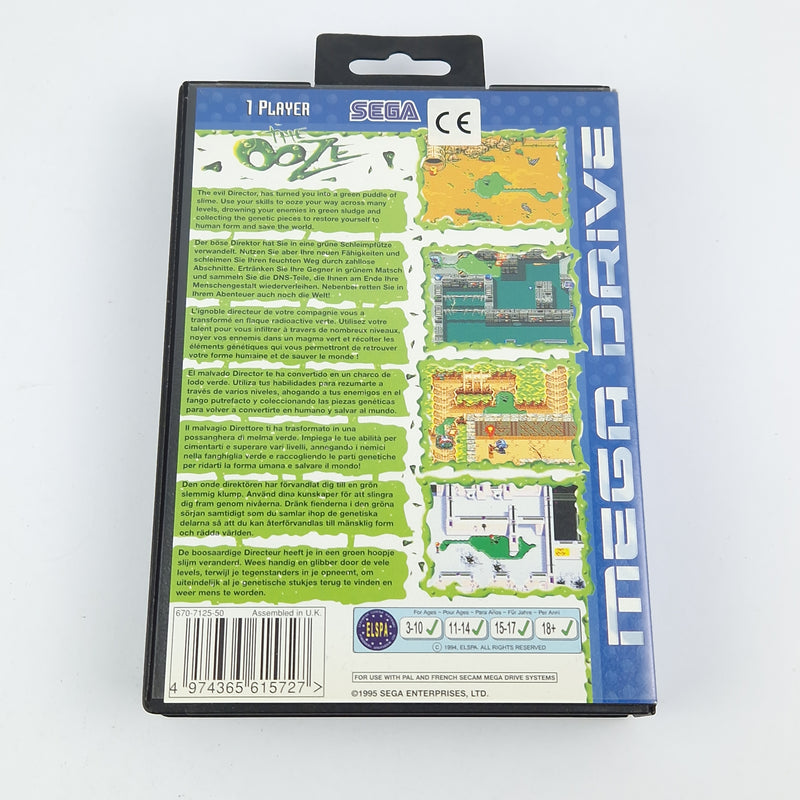 1 PLAYER
SEGA
CE
THE
OOZE
The evil Director, has turned you into a green puddle of
slime. Use your skills to ooze your way across many
levels, drowning your enemies in green sludge and
collecting the genetic pieces to restore yourself to
human form and save the world.
Der böse Direktor hat Sie in eine grüne Schleimpfütze
verwandelt. Nutzen Sie aber Ihre neuen Fähigkeiten und
schleimen Sie Ihren feuchten Weg durch zahllose
Abschnitte. Ertränken Sie Ihre Gegner in grünem Matsch
und sammeln Sie die DNS-Teile, die Ihnen am Ende Ihre
Menschengestalt wiederverleihen. Nebenbei retten Sie in
Ihrem Abenteuer auch noch die Welt!
L'ignoble directeur de votre compagnie vous a
transformé en flaque radioactive verte. Utilisez votre
talent pour vous infiltrer à travers de nombreux niveaux,
noyer vos ennemis dans un magma vert et récolter les
éléments génétiques qui vous permettront de retrouver
votre forme humaine et de sauver le monde !
El malvado Director te ha convertido en un charco de
lodo verde. Utiliza tus habilidades para rezumarte a
través de varios niveles, ahogando a tus enemigos en el
fango putrefacto y coleccionando las piezas genéticas
para volver a convertirte en humano y salvar al mundo.
Il malvagio Direttore ti ha trasformato in una
possanghera di melma verde. Impiega le tue abilità per
cimentarti e superare vari livelli, annegando i nemici
nella fanghiglia verde e raccogliendo le parti genetiche
per ridarti la forma umana e salvare il mondo!
Den onde direktören har förvandlat dig till en grön
slemmig klump. Använd dina kunskaper för att slingra
dig fram genom nivåerna. Dränk fienderna i den gröna
sörjan samtidigt som du samlar ihop de genetiska
delarna så att du kan återförvandlas till mänsklig form
och rädda världen.
De boosaardige Directeur heeft je in een groen hoopje
slijm veranderd. Wees handig en glibber door de vele
levels, terwijl je tegenstanders in je opneemt, om
uiteindelijk al je genetische stukjes terug te vinden en
weer mens te worden.
MEGA DRIVE
670-7125-50 Assembled in U.K.
4 974365 615727 >
ELSPA
For Ages - Pour Ages - Para Años - Für Jahre - Per Anni
3-10 11-14 15-17 18+
© 1994, ELSPA. ALL RIGHTS RESERVED
FOR USE WITH PAL AND FRENCH SECAM MEGA DRIVE SYSTEMS
©1995 SEGA ENTERPRISES, LTD.